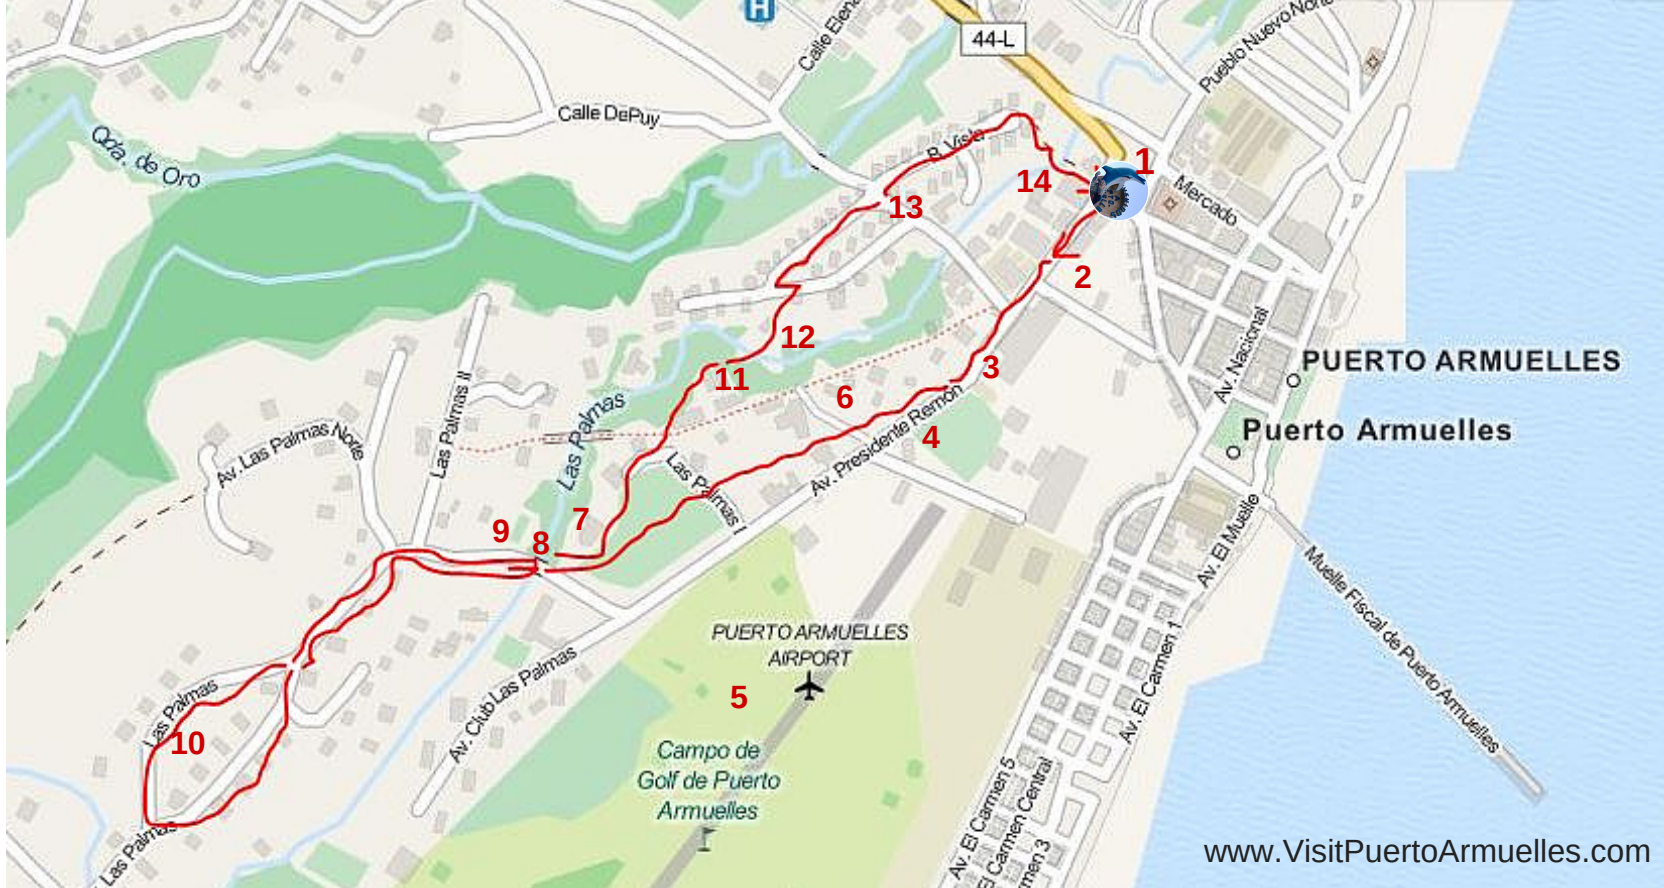 H
Calle Elena
44-L
Pueblo Nuevo Norte
Calle DePuy
Qda. de Oro
B. Vista
1
14
Mercado
13
2
12
Av. Nacional
11
3
PUERTO ARMUELLES
6
Las Palmas II
Las Palmas
Av. Presidente Remón
4
Puerto Armuelles
Av. Las Palmas Norte
Las Palmas I
7
9
8
Av. El Muelle
Muelle Fiscal de Puerto Armuelles
PUERTO ARMUELLES
AIRPORT
5
Av. El Carmen 1
Las Palmas
10
Av. Club Las Palmas
Campo de
Golf de Puerto
Armuelles
Las Palmas
Av. El Carmen 5
El Carmen Central
men 3
www.VisitPuertoArmuelles.com